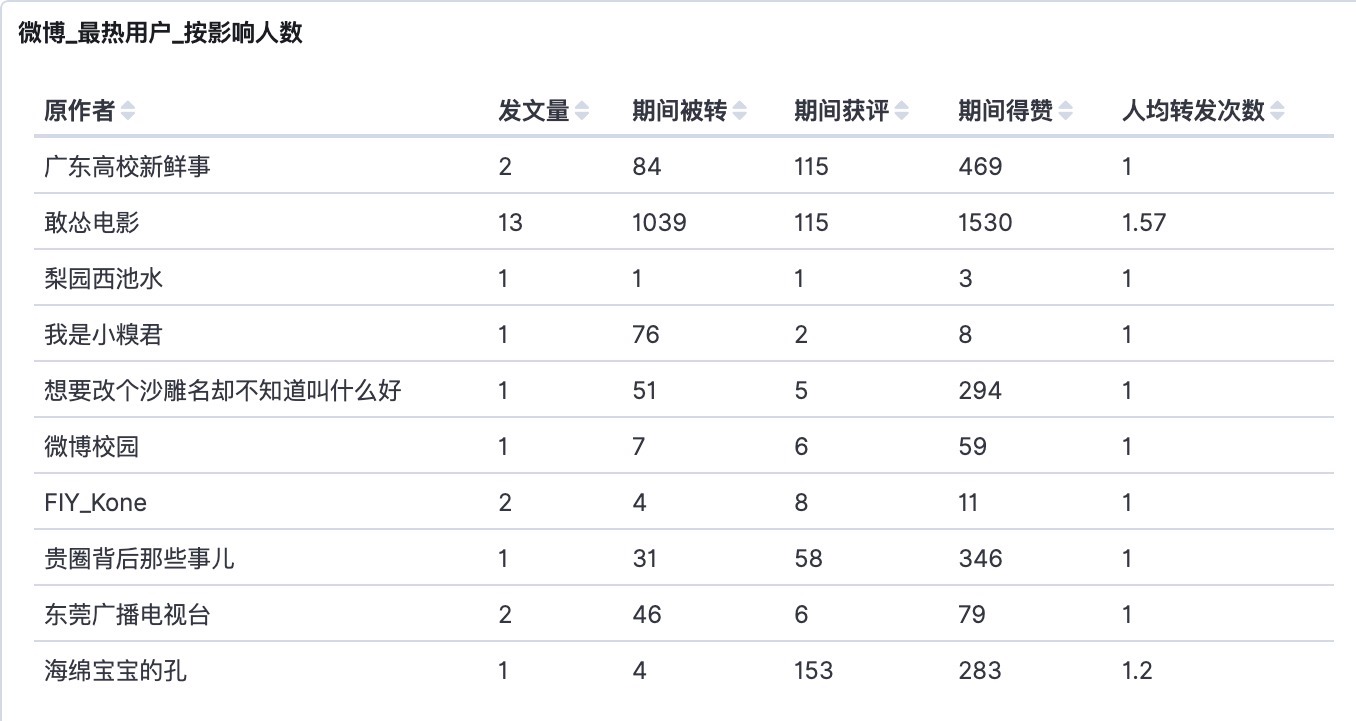 微博_最热用户_按影响人数
原作者 发文量 期间被转 期间获评 期间得赞 人均转发次数
广东高校新鲜事 2 84 115 469 1
敢怂电影 13 1039 115 1530 1.57
梨园西池水 1 1 1 3 1
我是小糗君 1 76 2 8 1
想要改个沙雕名却不知道叫什么好 1 51 5 294 1
微博校园 1 7 6 59 1
FIY_Kone 2 4 8 11 1
贵圈背后那些事儿 1 31 58 346 1
东莞广播电视台 2 46 6 79 1
海绵宝宝的孔 1 4 153 283 1.2